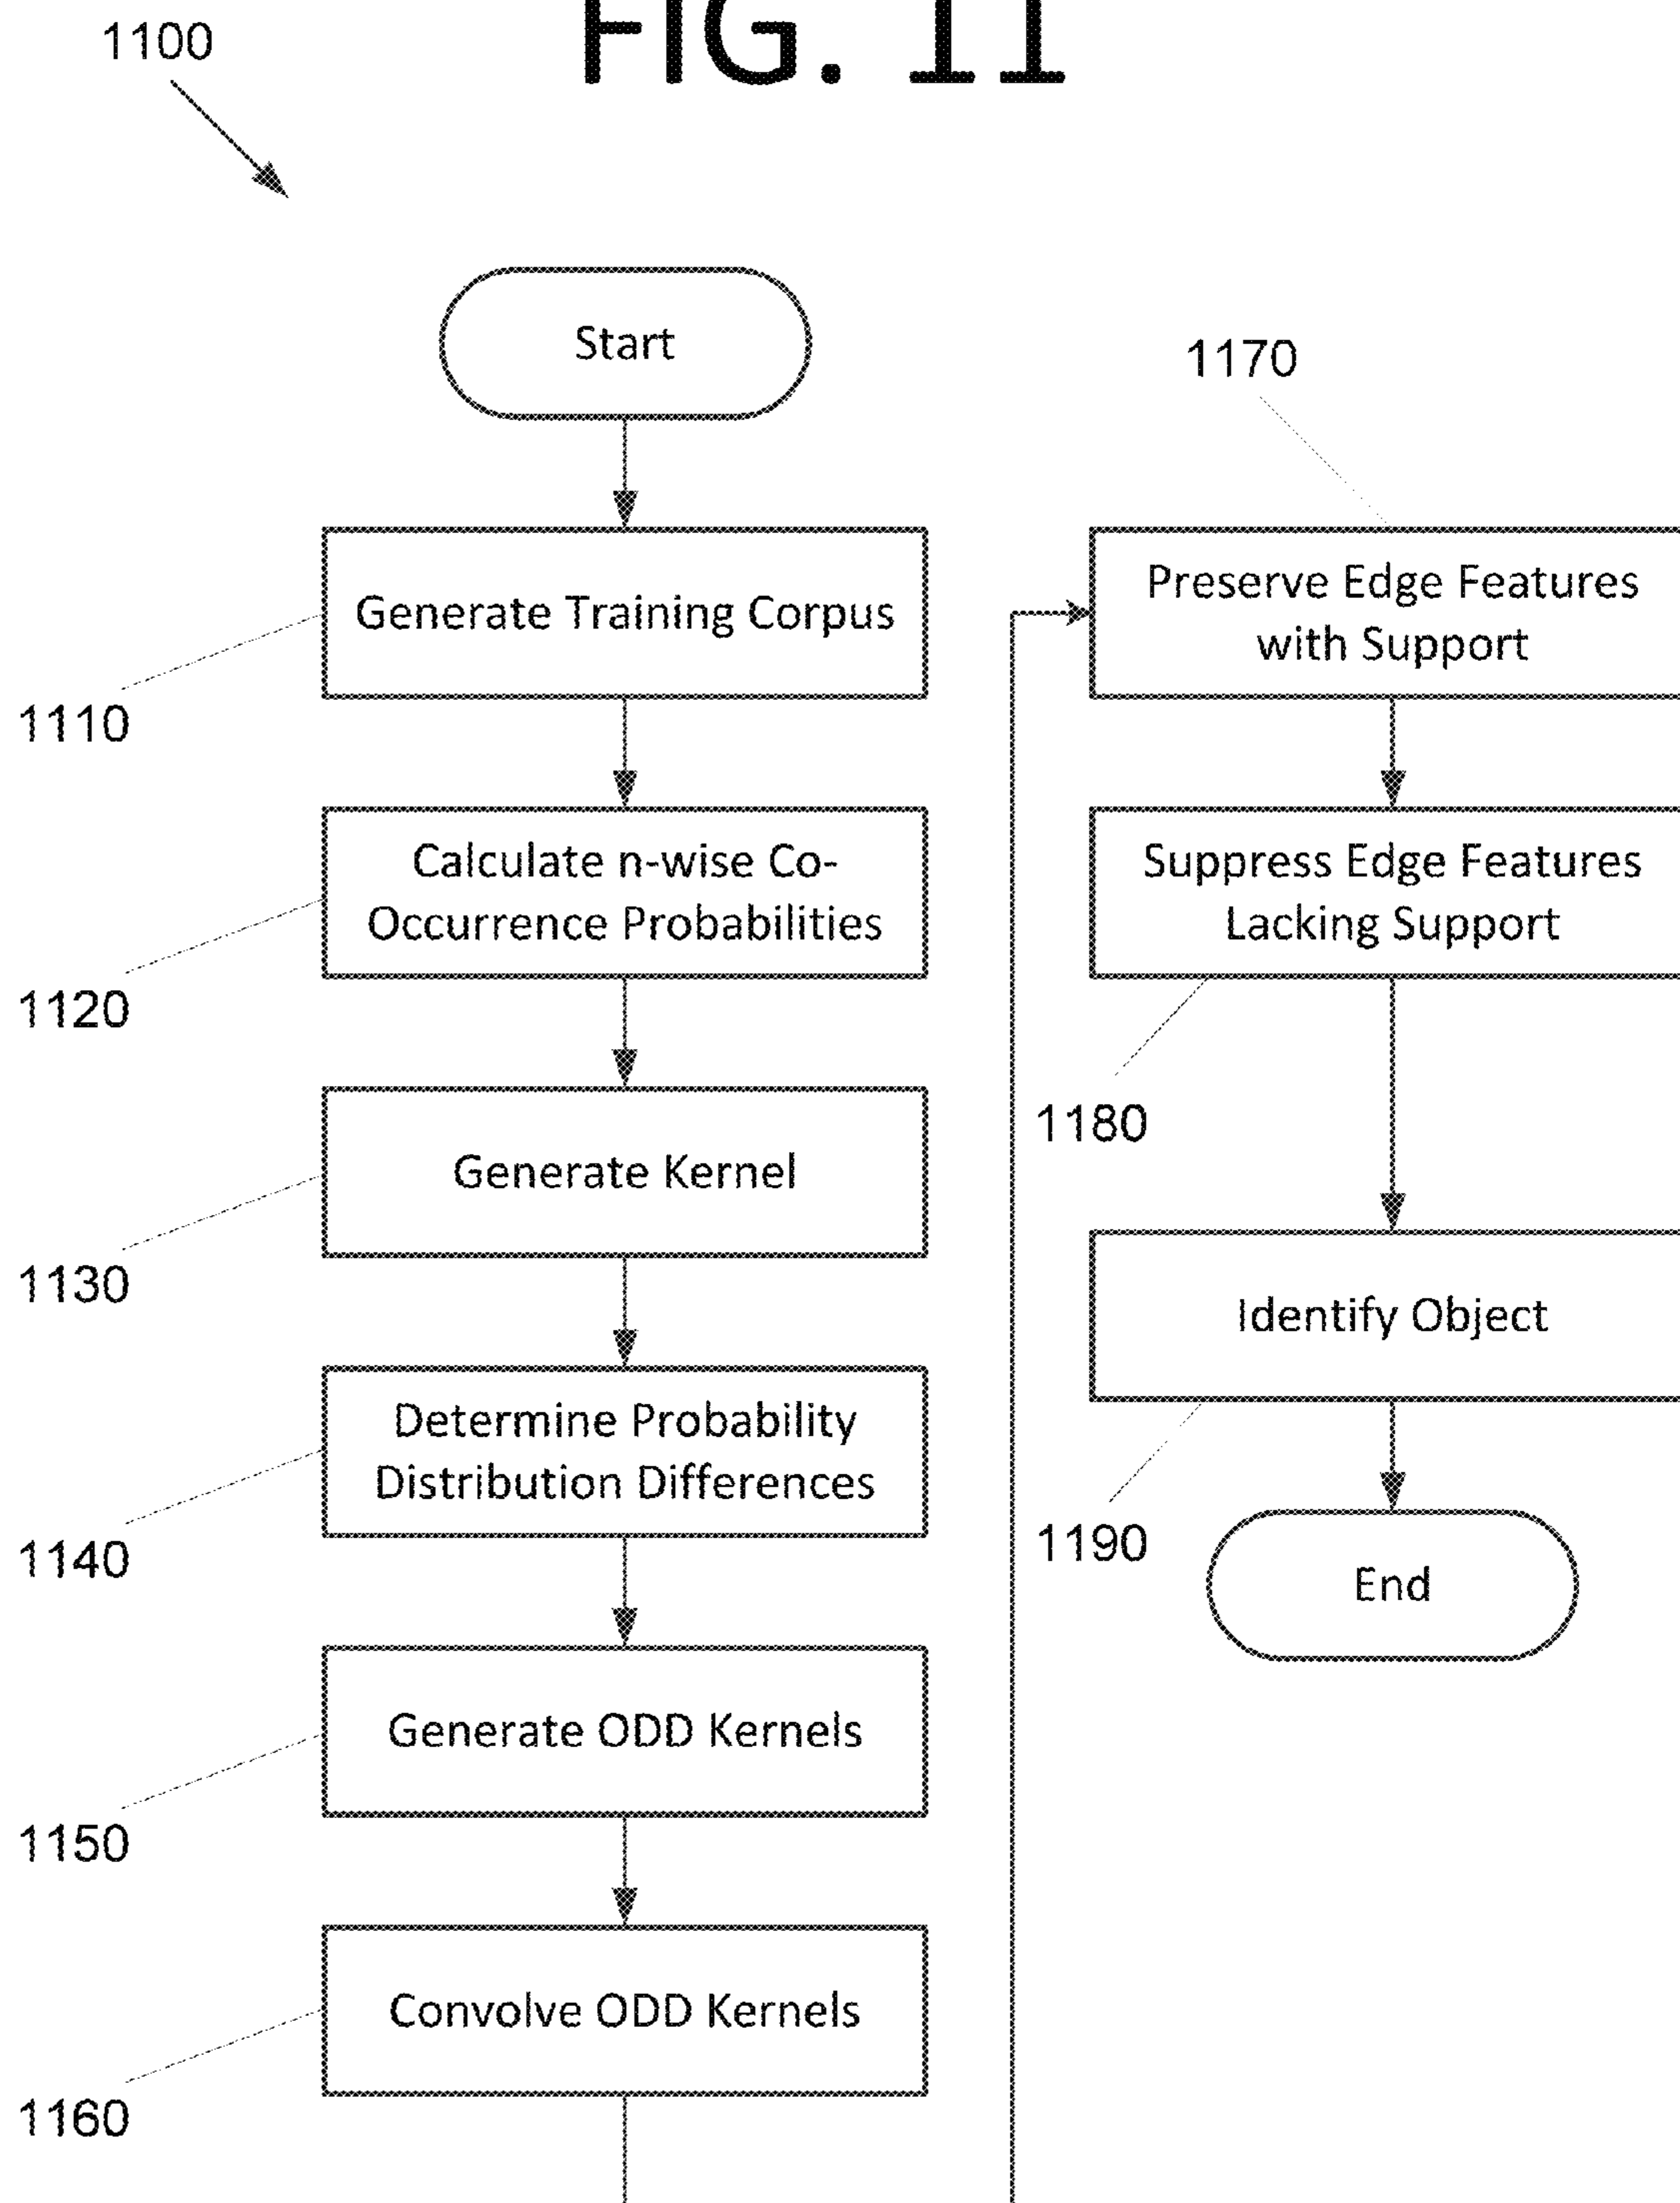 FIG. 11
1100
Start
Generate Training Corpus
1110
Calculate n-wise Co-
Occurrence Probabilities
1120
Generate Kernel
1130
Determine Probability
Distribution Differences
1140
Generate ODD Kernels
1150
Convolve ODD Kernels
1160
1170
Preserve Edge Features
with Support
Suppress Edge Features
Lacking Support
1180
Identify Object
1190
End